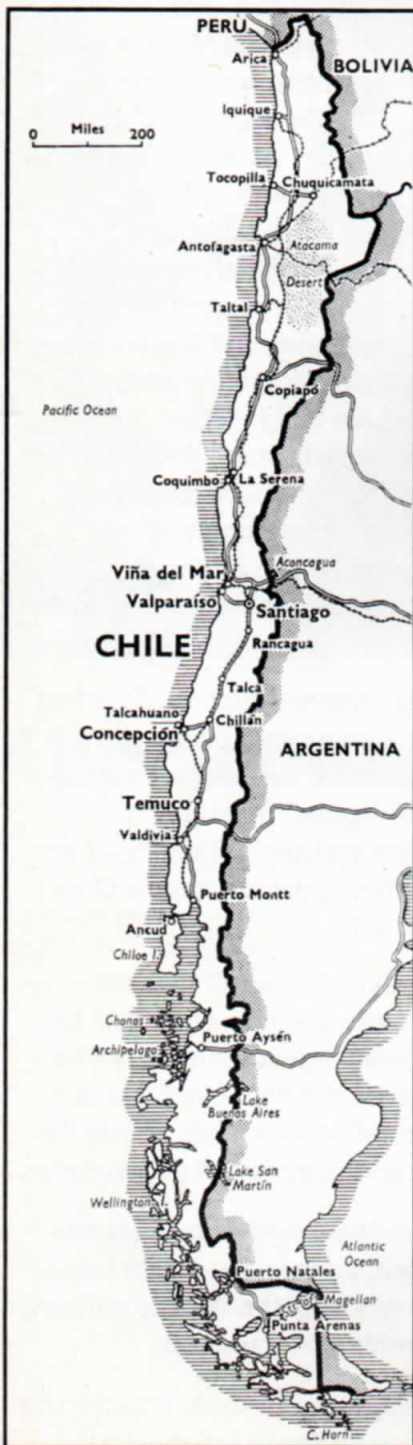 PERU
Arica
BOLIVIA
Iquique
0 Miles 200
Tocopilla
Chuquicamata
Antofagasta
Atacama
Desert
Taltal
Copiapó
Pacific Ocean
Coquimbo
La Serena
Aconcagua
Viña del Mar
Valparaíso
Santiago
CHILE
Rancagua
Talca
Talcahuano
Chillán
Concepción
ARGENTINA
Temuco
Valdivia
Puerto Montt
Ancud
Chiloe I.
Chonos
Archipelago
Puerto Aysén
Lake
Buenos Aires
Lake San
Martín
Wellington I.
Atlantic
Ocean
Puerto Natales
Magellan
Punta Arenas
C. Horn